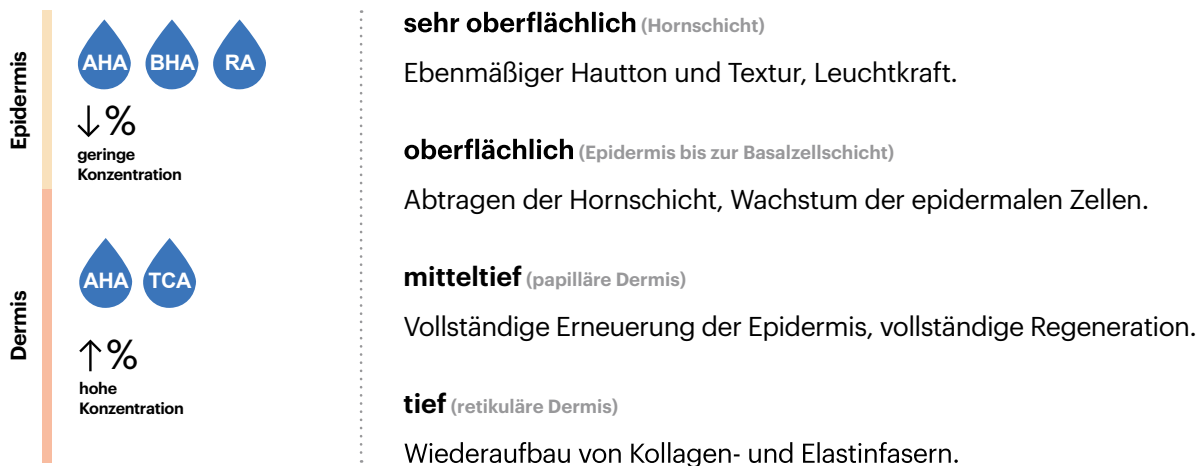 Epidermis
AHA BHA RA
↓%
geringe
Konzentration
Dermis
AHA TCA
↑%
hohe
Konzentration
sehr oberflächlich (Hornschicht)
Ebenmäßiger Hautton und Textur, Leuchtkraft.
oberflächlich (Epidermis bis zur Basalzellschicht)
Abtragen der Hornschicht, Wachstum der epidermalen Zellen.
mitteltief (papilläre Dermis)
Vollständige Erneuerung der Epidermis, vollständige Regeneration.
tief (retikuläre Dermis)
Wiederaufbau von Kollagen- und Elastinfasern.